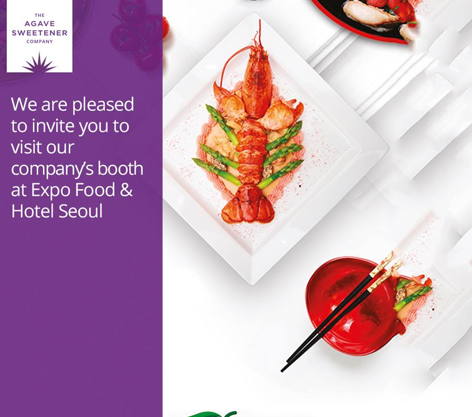 THE
AGAVE
SWEETENER
COMPANY
We are pleased
to invite you to
visit our
company's booth
at Expo Food &
Hotel Seoul